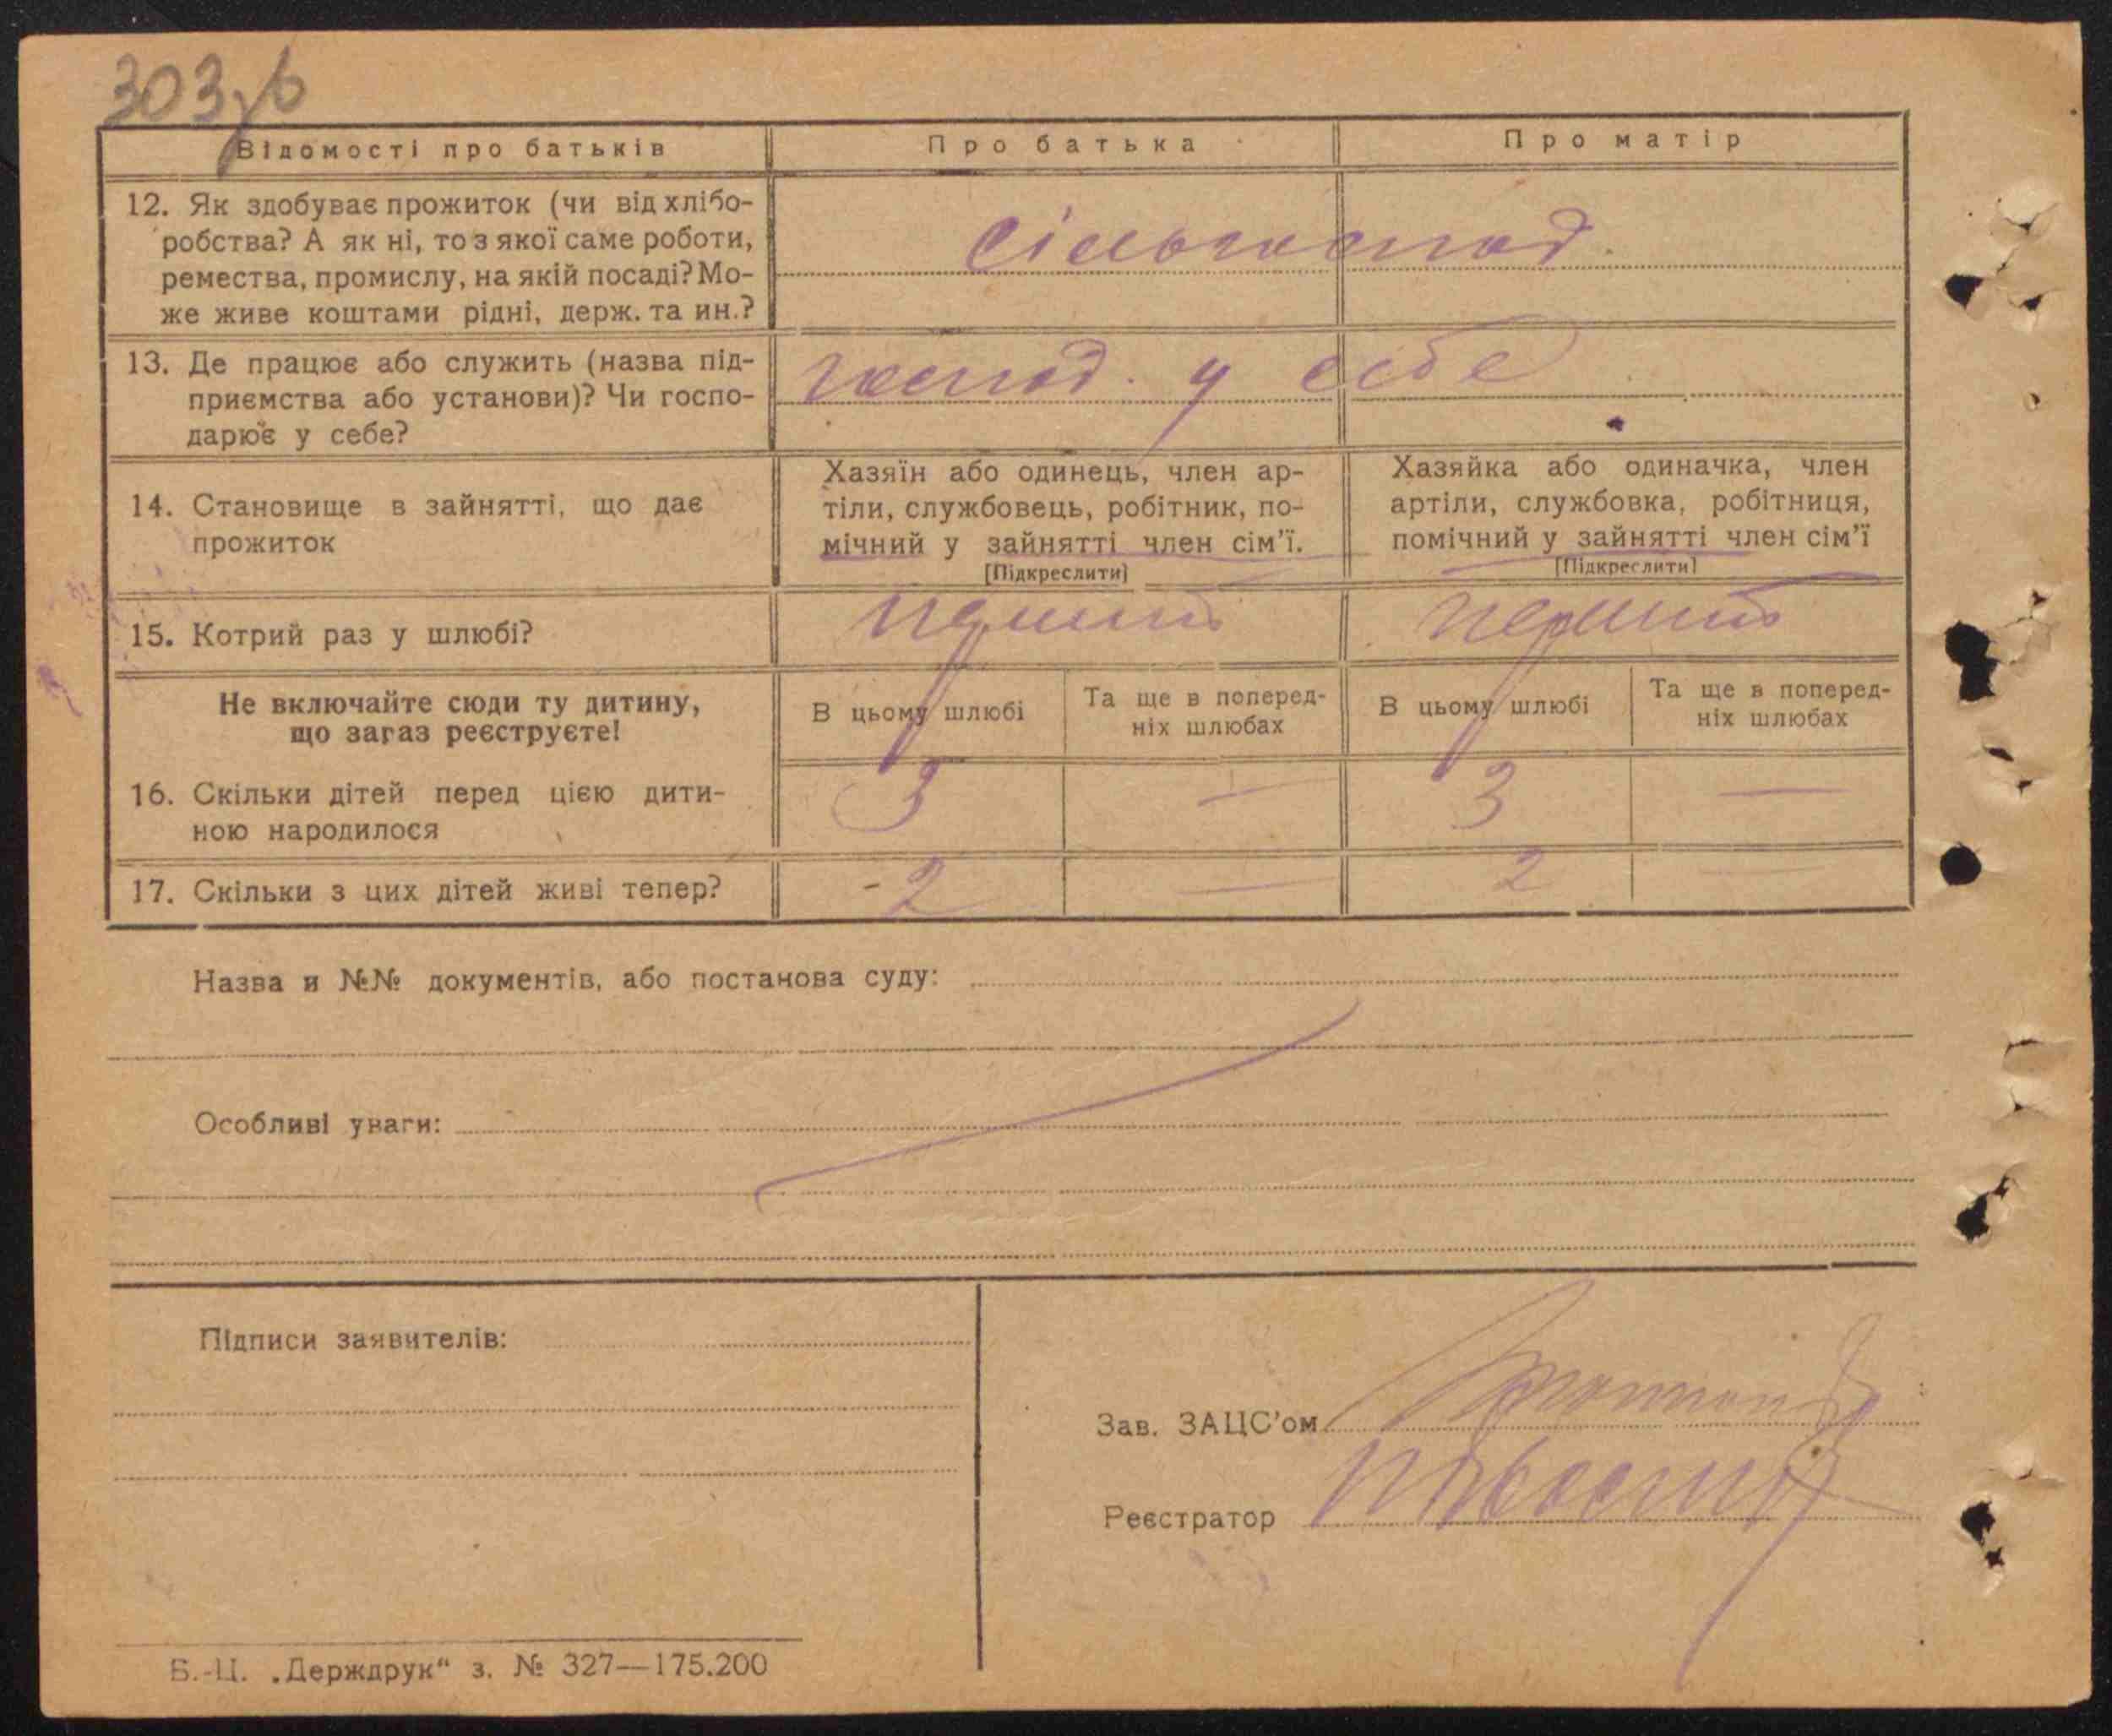 303
Відомості про батьків
Про батька
Про матір
12. Як здобуває прожиток (чи від хлібо-
робства? А як ні, то з якої саме роботи,
ремества, промислу, на якій посаді? Мо-
же живе коштами рідні, держ. та ин.?
сільгоспод.
13. Де працює або служить (назва під-
приємства або установи)? Чи госпо-
дарює у себе?
господ. у себе
14. Становище в зайнятті, що дає
прожиток
Хазяїн або одинець, член ар-
тіли, службовець, робітник, по-
мічний у зайнятті член сім'ї.
[Підкреслити]
Хазяйка або одиначка, член
артіли, службовка, робітниця,
помічний у зайнятті член сім'ї
[Підкреслити]
15. Котрий раз у шлюбі?
перший
перший
Не включайте сюди ту дитину,
що загаз реєструєте!
В цьому шлюбі
Та ще в поперед-
ніх шлюбах
В цьому шлюбі
Та ще в поперед-
ніх шлюбах
16. Скільки дітей перед цією дити-
ною народилося
3 — 3 —
17. Скільки з цих дітей живі тепер?
2 — 2 —
Назва и №№ документів, або постанова суду:
Особливі уваги:
Підписи заявителів:
Зав. ЗАЦС'ом
Реєстратор
Б.-Ц. „Держдрук“ з. № 327—175.200